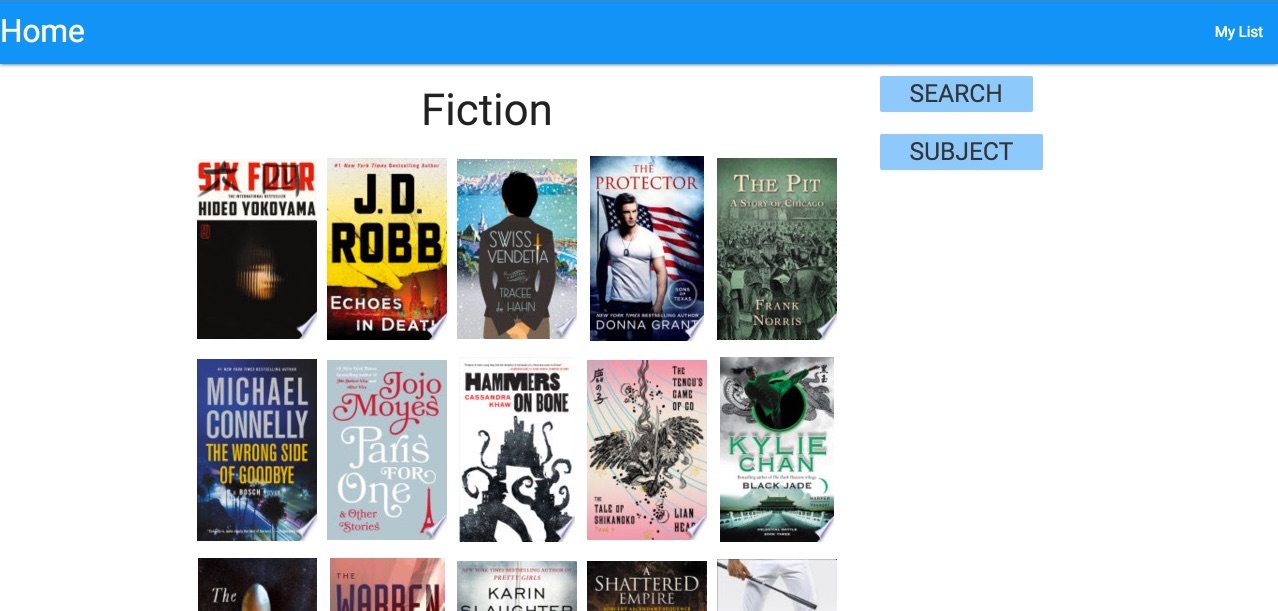 Home
My List
SEARCH
Fiction
SUBJECT
SIX FOUR
THE INTERNATIONAL BESTSELLER
HIDEO YOKOYAMA
#1 New York Times Bestselling Author
J.D.
ROBB
ECHOES
IN DEATH
SWISS
VENDETTA
TRACEE
de HAHN
THE
PROTECTOR
SONS
OF
TEXAS
NEW YORK TIMES BESTSELLING AUTHOR
DONNA GRANT
THE PIT
A STORY OF CHICAGO
FRANK
NORRIS
#1 NEW YORK TIMES BESTSELLING AUTHOR
MICHAEL
CONNELLY
THE WRONG SIDE
OF GOODBYE
a BOSCH novel
Jojo
Moyes
Paris
FOR
One
& Other
Stories
HAMMERS
ON BONE
CASSANDRA
KHAW
THE
TENGU'S
GAME
OF GO
THE
TALE OF
SHIKANOKO
LIAN
HEARN
KYLIE
CHAN
BLACK JADE
CELESTIAL BATTLE
BOOK THREE
The
THE
WARREN
NEW YORK TIMES BESTSELLING AUTHOR OF
PRETTY GIRLS
KARIN
SLAUGHTER
A
SHATTERED
EMPIRE